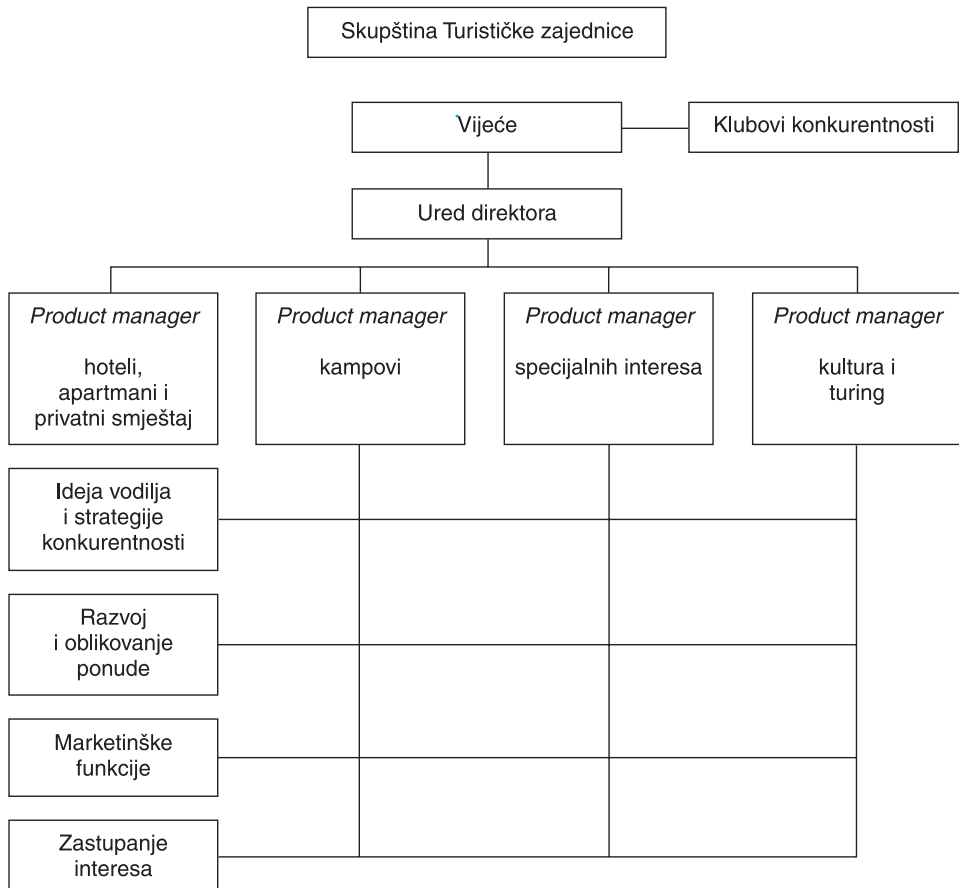 Skupština Turističke zajednice
Vijeće
Klubovi konkurentnosti
Ured direktora
Product manager
hoteli,
apartmani i
privatni smještaj
Product manager
kampovi
Product manager
specijalnih interesa
Product manager
kultura i
turing
Ideja vodilja
i strategije
konkurentnosti
Razvoj
i oblikovanje
ponude
Marketinške
funkcije
Zastupanje
interesa